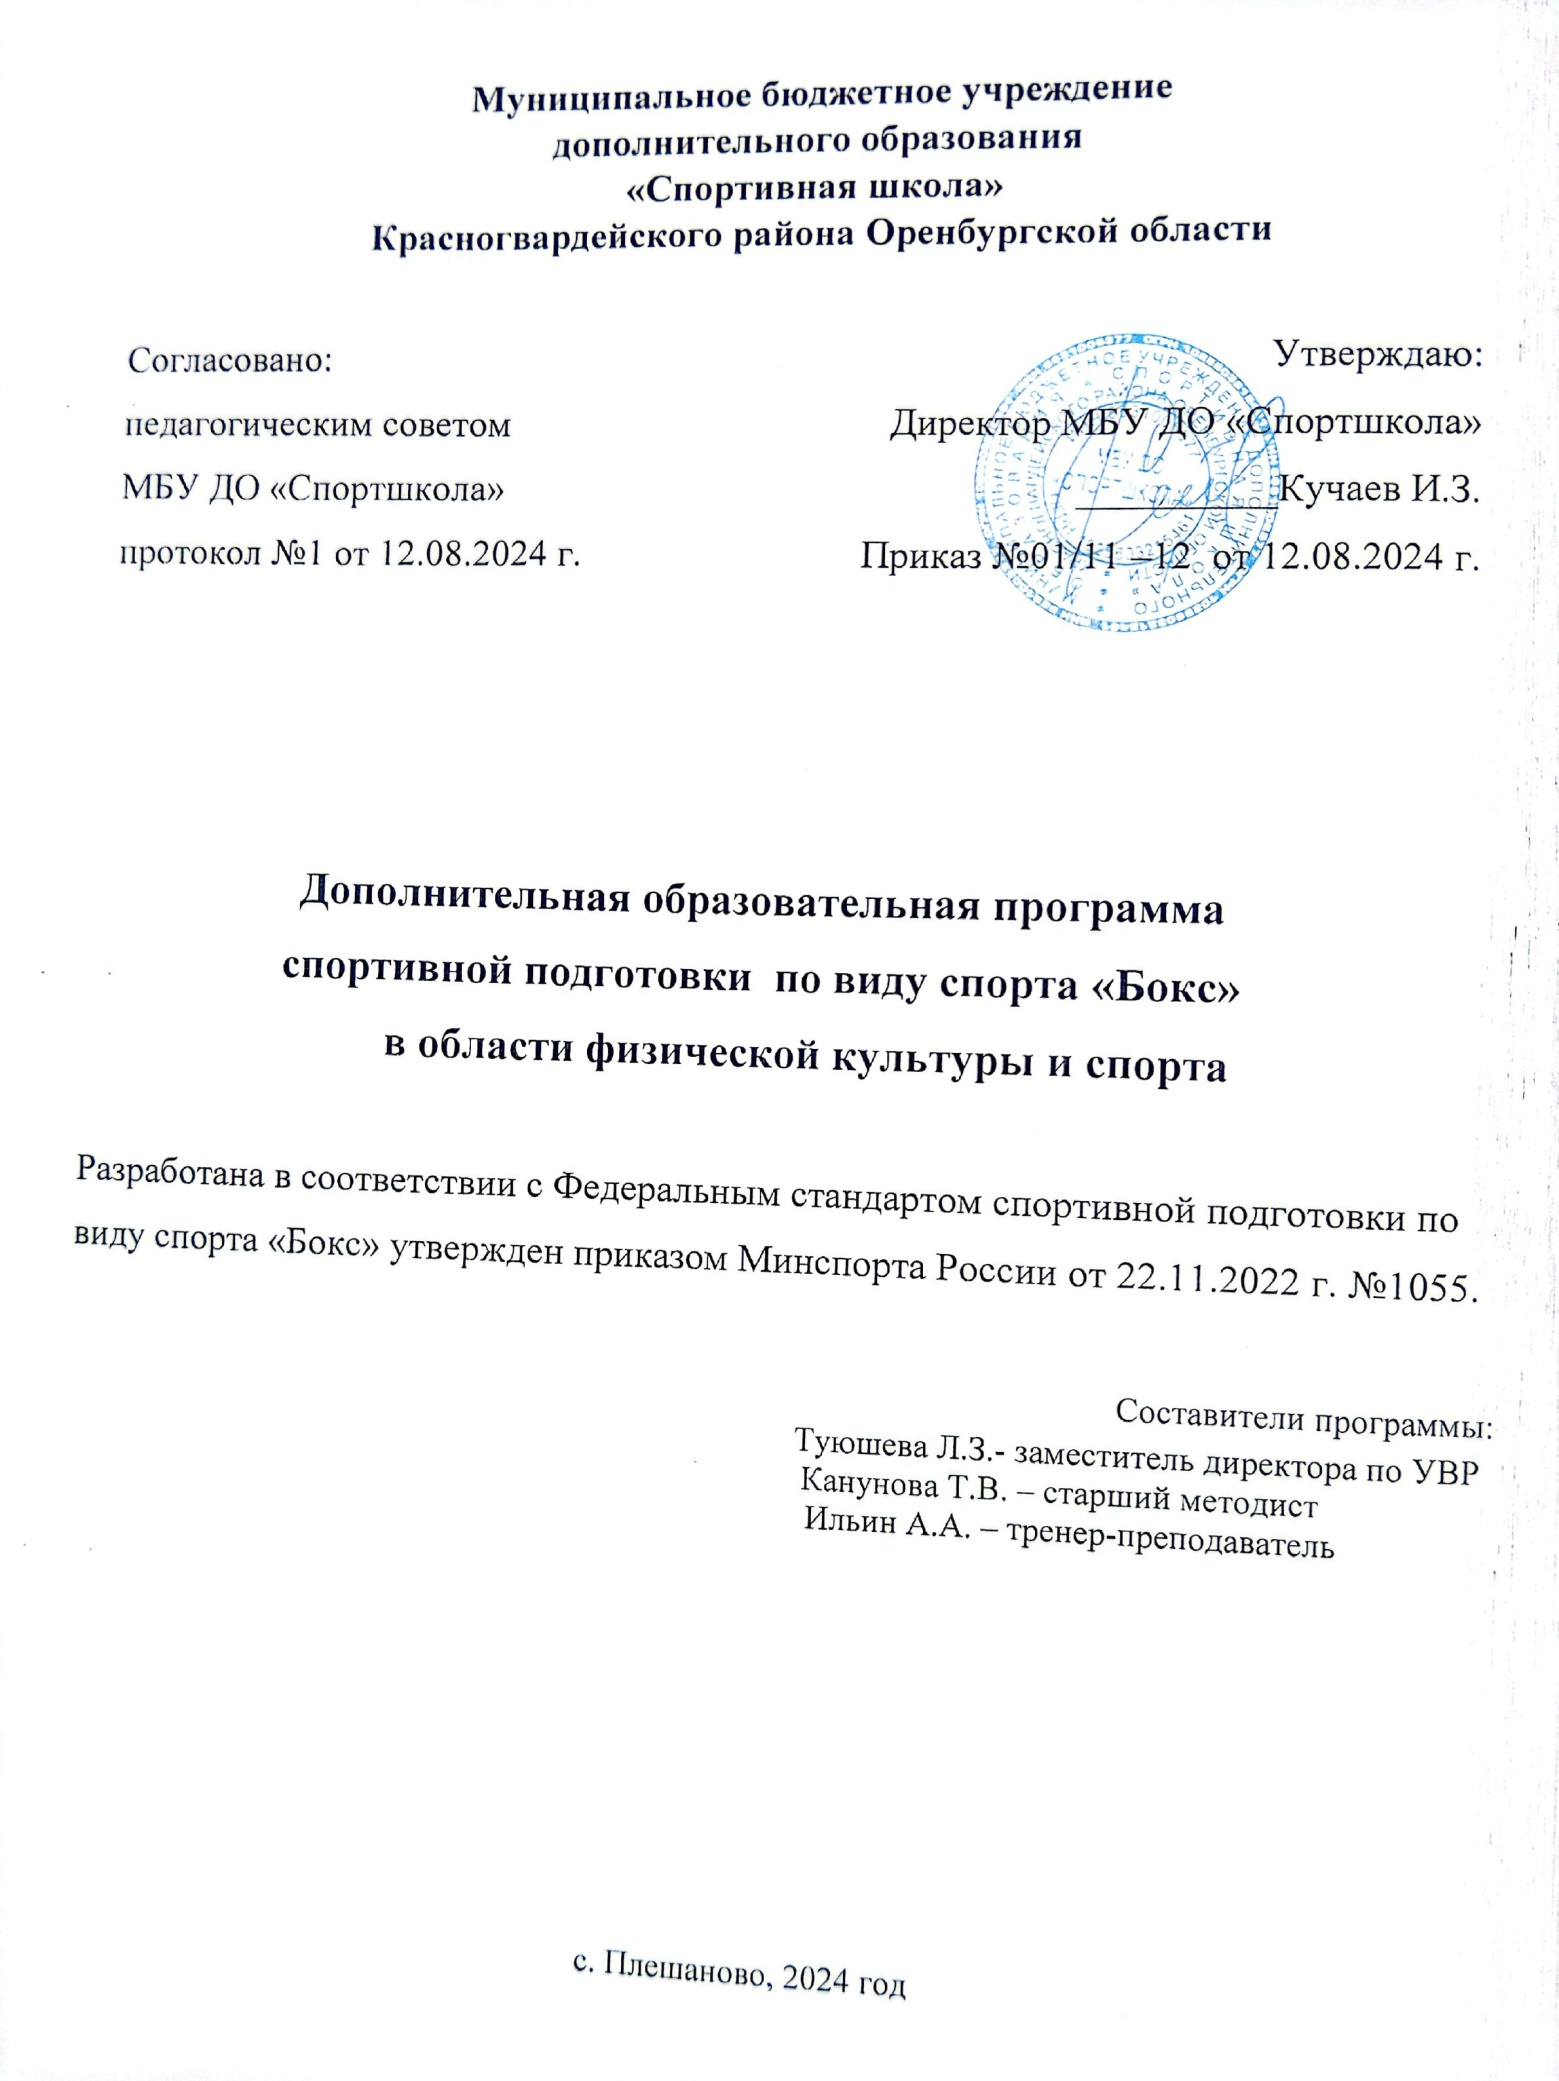 Муниципальное бюджетное учреждение
дополнительного образования
«Спортивная школа»
Красногвардейского района Оренбургской области
Согласовано:
педагогическим советом
МБУ ДО «Спортшкола»
протокол №1 от 12.08.2024 г.
Утверждаю:
Директор МБУ ДО «Спортшкола»
Кучаев И.З.
Приказ №01/11 –12 от 12.08.2024 г.
Дополнительная образовательная программа
спортивной подготовки по виду спорта «Бокс»
в области физической культуры и спорта
Разработана в соответствии с Федеральным стандартом спортивной подготовки по
виду спорта «Бокс» утвержден приказом Минспорта России от 22.11.2022 г. №1055.
Составители программы:
Туюшева Л.З.- заместитель директора по УВР
Канунова Т.В. – старший методист
Ильин А.А. – тренер-преподаватель
с. Плешаново, 2024 год